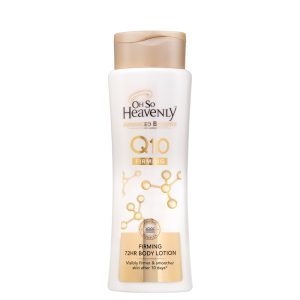 OH SO
HEAVENLY
Q10
FIRMING
FIRMING
72HR BODY LOTION
Visibly firmer & smoother
skin after 10 days*